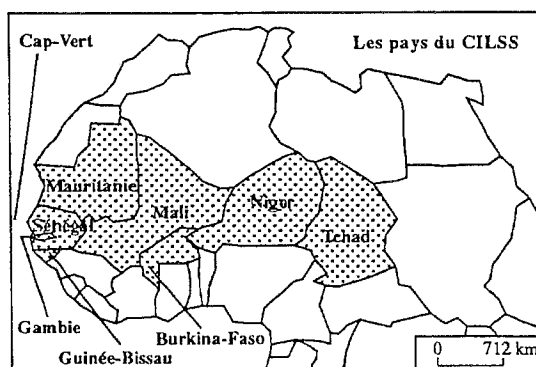 Cap-Vert
Les pays du CILSS
Mauritanie
Mali
Niger
Sénégal
Tchad
Gambie
Burkina-Faso
Guinée-Bissau
0 712 km